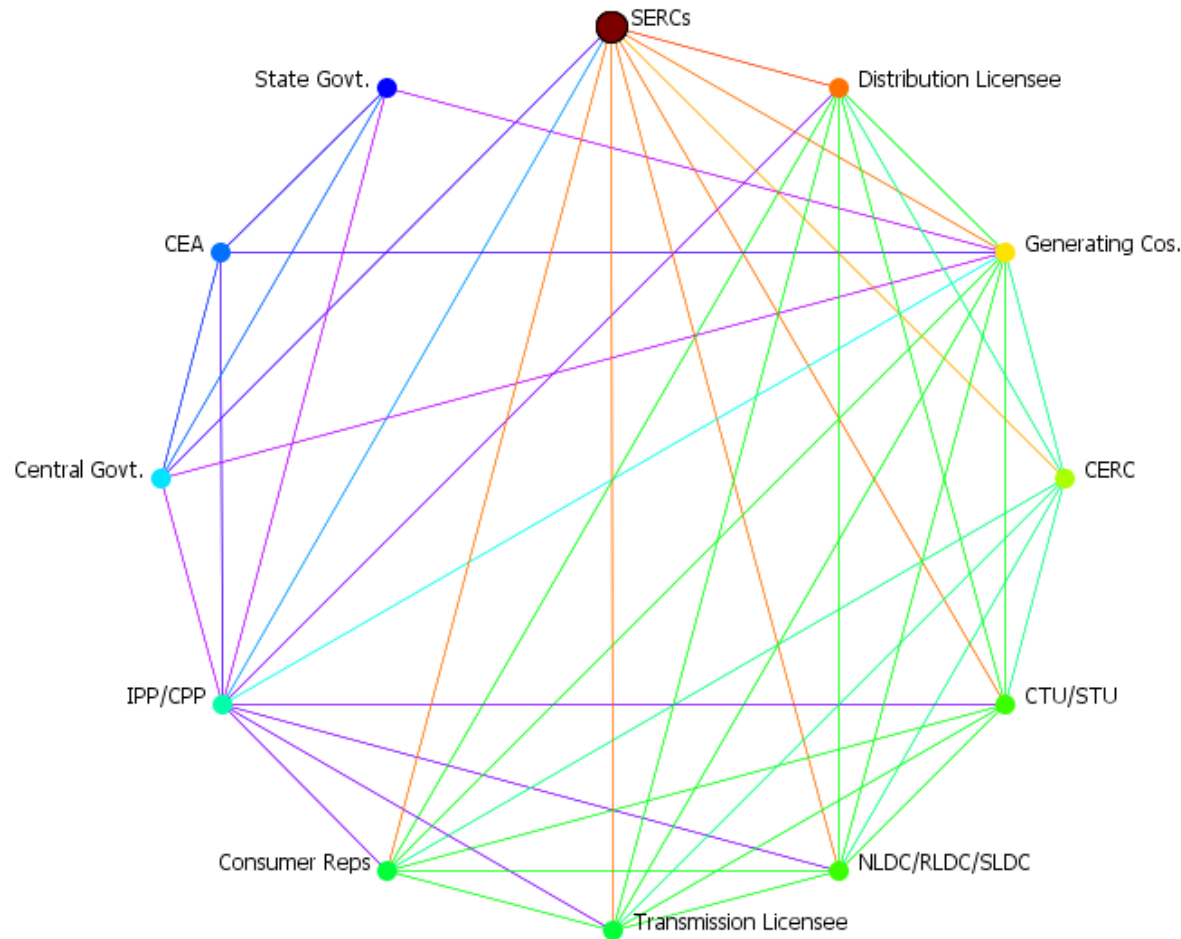 SERCs
State Govt.
Distribution Licensee
CEA
Generating Cos.
Central Govt.
CERC
IPP/CPP
CTU/STU
Consumer Reps
NLDC/RLDC/SLDC
Transmission Licensee